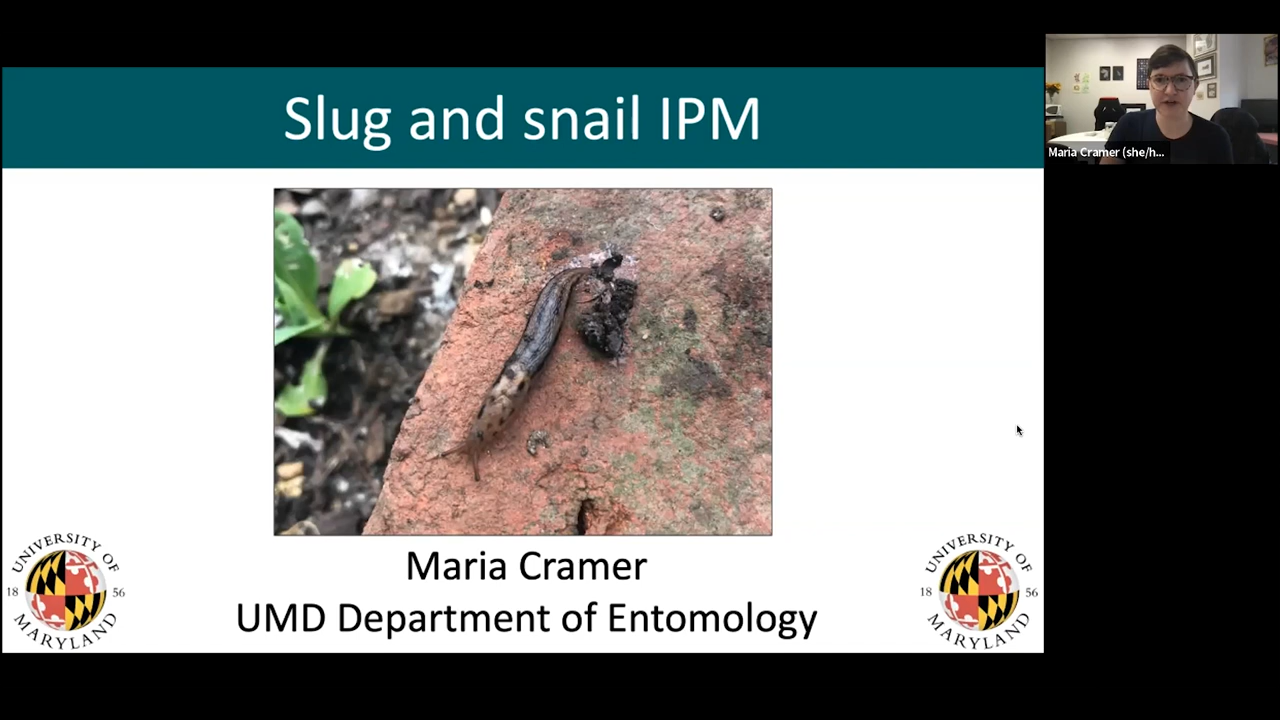 Slug and snail IPM
Maria Cramer (she/h...
Maria Cramer
UMD Department of Entomology
UNIVERSITY OF
18 56
MARYLAND
UNIVERSITY OF
18 56
MARYLAND